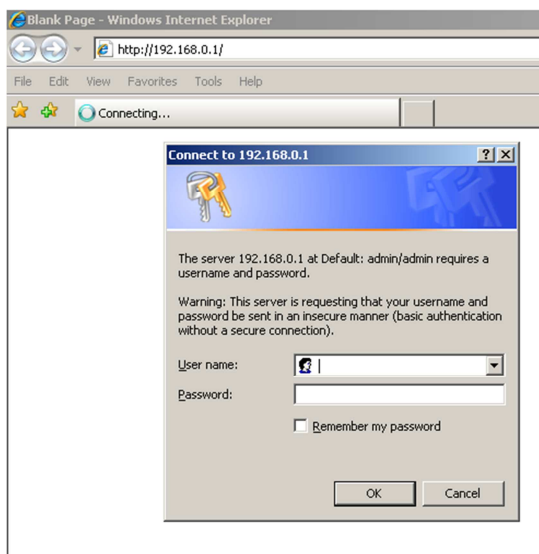 Blank Page - Windows Internet Explorer
http://192.168.0.1/
File Edit View Favorites Tools Help
Connecting...
Connect to 192.168.0.1
The server 192.168.0.1 at Default: admin/admin requires a
username and password.
Warning: This server is requesting that your username and
password be sent in an insecure manner (basic authentication
without a secure connection).
User name:
Password:
Remember my password
OK Cancel